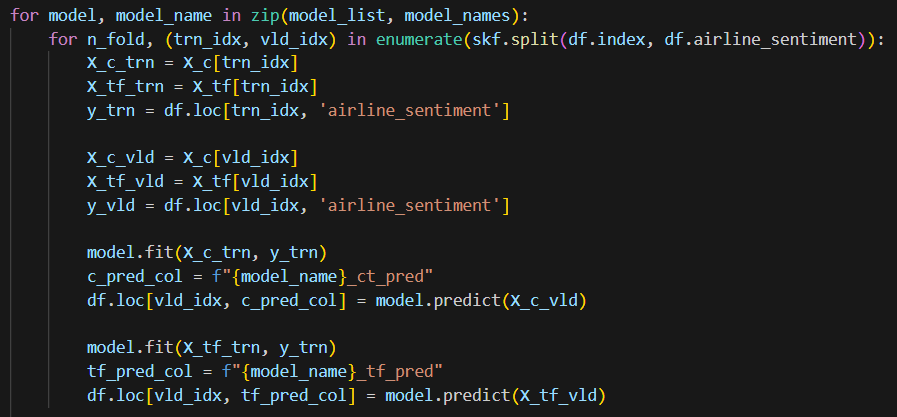 for model, model_name in zip(model_list, model_names):
    for n_fold, (trn_idx, vld_idx) in enumerate(skf.split(df.index, df.airline_sentiment)):
        X_c_trn = X_c[trn_idx]
        X_tf_trn = X_tf[trn_idx]
        y_trn = df.loc[trn_idx, 'airline_sentiment']

        X_c_vld = X_c[vld_idx]
        X_tf_vld = X_tf[vld_idx]
        y_vld = df.loc[vld_idx, 'airline_sentiment']

        model.fit(X_c_trn, y_trn)
        c_pred_col = f"{model_name}_ct_pred"
        df.loc[vld_idx, c_pred_col] = model.predict(X_c_vld)

        model.fit(X_tf_trn, y_trn)
        tf_pred_col = f"{model_name}_tf_pred"
        df.loc[vld_idx, tf_pred_col] = model.predict(X_tf_vld)